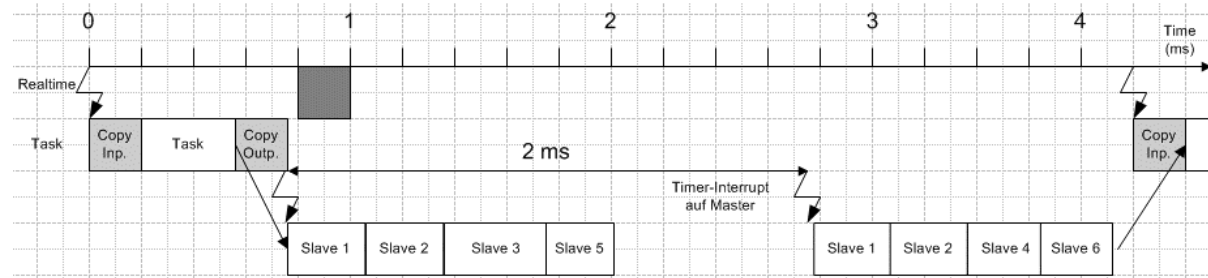 0 1 2 3 4
Time
(ms)
Realtime
Task
Copy
Inp.
Task
Copy
Outp.
2 ms
Copy
Inp.
Timer-Interrupt
auf Master
Slave 1
Slave 2
Slave 3
Slave 5
Slave 1
Slave 2
Slave 4
Slave 6